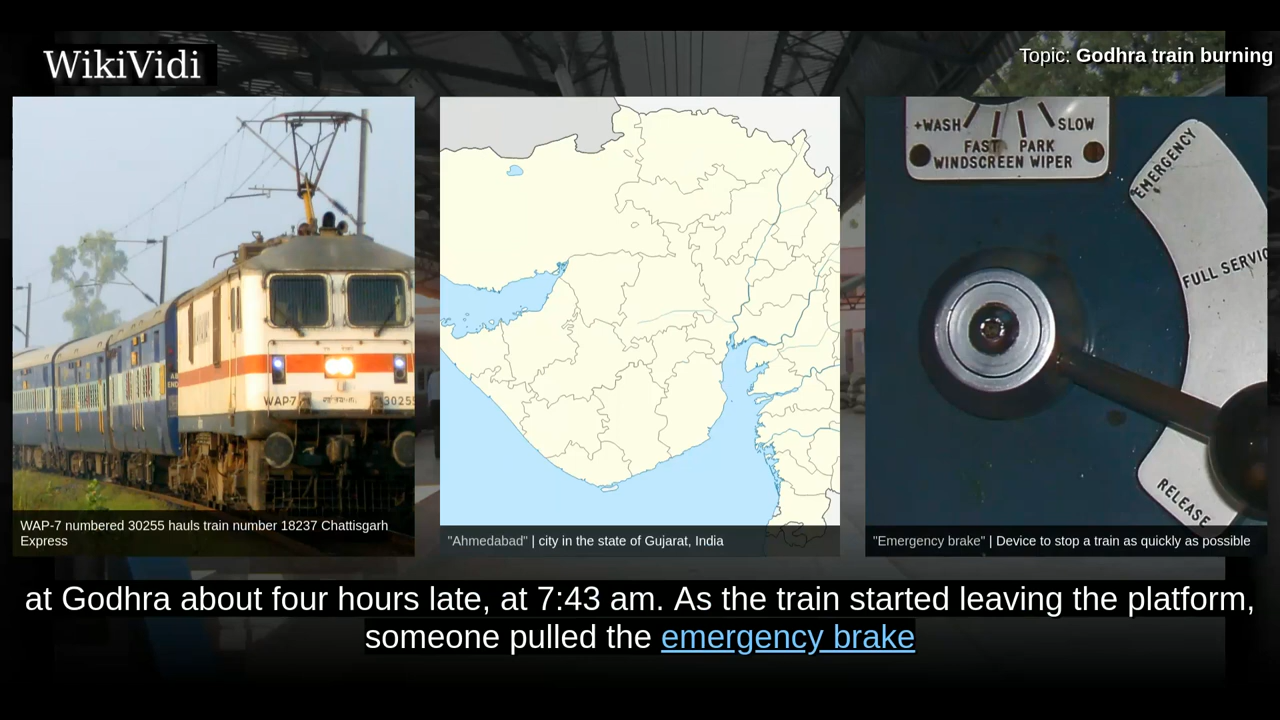 WikiVidi
Topic: Godhra train burning
+WASH
SLOW
FAST PARK
WINDSCREEN WIPER
EMERGENCY
FULL SERVIC
RELEASE
WAP-7
30255
WAP-7 numbered 30255 hauls train number 18237 Chattisgarh
Express
"Ahmedabad" | city in the state of Gujarat, India
"Emergency brake" | Device to stop a train as quickly as possible
at Godhra about four hours late, at 7:43 am. As the train started leaving the platform,
someone pulled the emergency brake